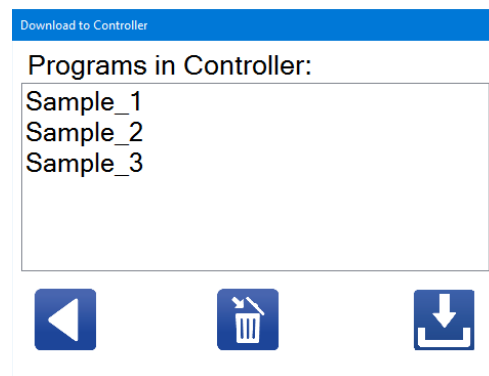 Download to Controller
Programs in Controller:
Sample_1
Sample_2
Sample_3